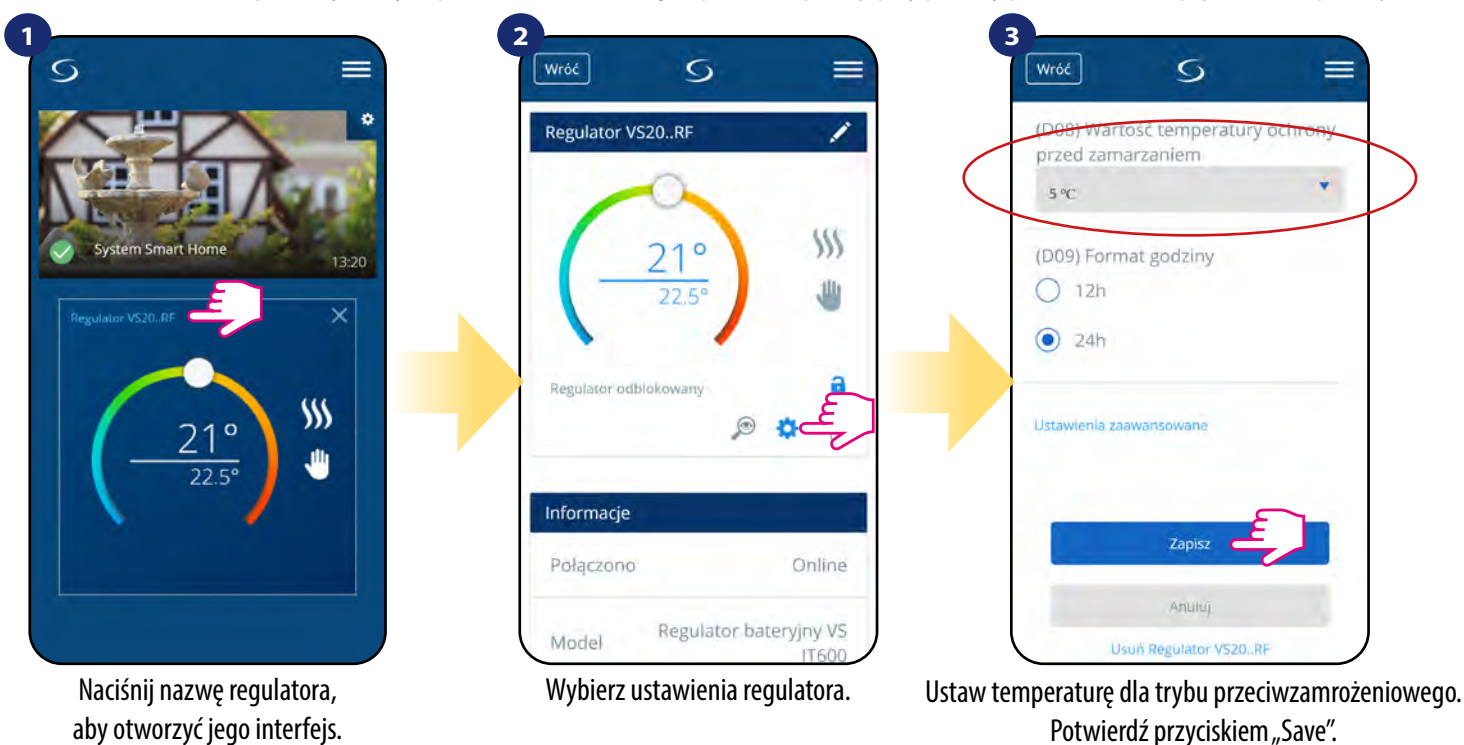 1
System Smart Home
13:20
Regulator VS20..RF
21°
22.5°
Naciśnij nazwę regulatora,
aby otworzyć jego interfejs.
2
Wróć
Regulator VS20..RF
21°
22.5°
Regulator odblokowany
Informacje
Połączono Online
Model Regulator bateryjny VS
IT600
Wybierz ustawienia regulatora.
3
Wróć
(D08) Wartość temperatury ochrony
przed zamarzaniem
5 °C
(D09) Format godziny
12h
24h
Ustawienia zaawansowane
Zapisz
Anuluj
Usuń Regulator VS20..RF
Ustaw temperaturę dla trybu przeciwzamrożeniowego.
Potwierdź przyciskiem „Save”.